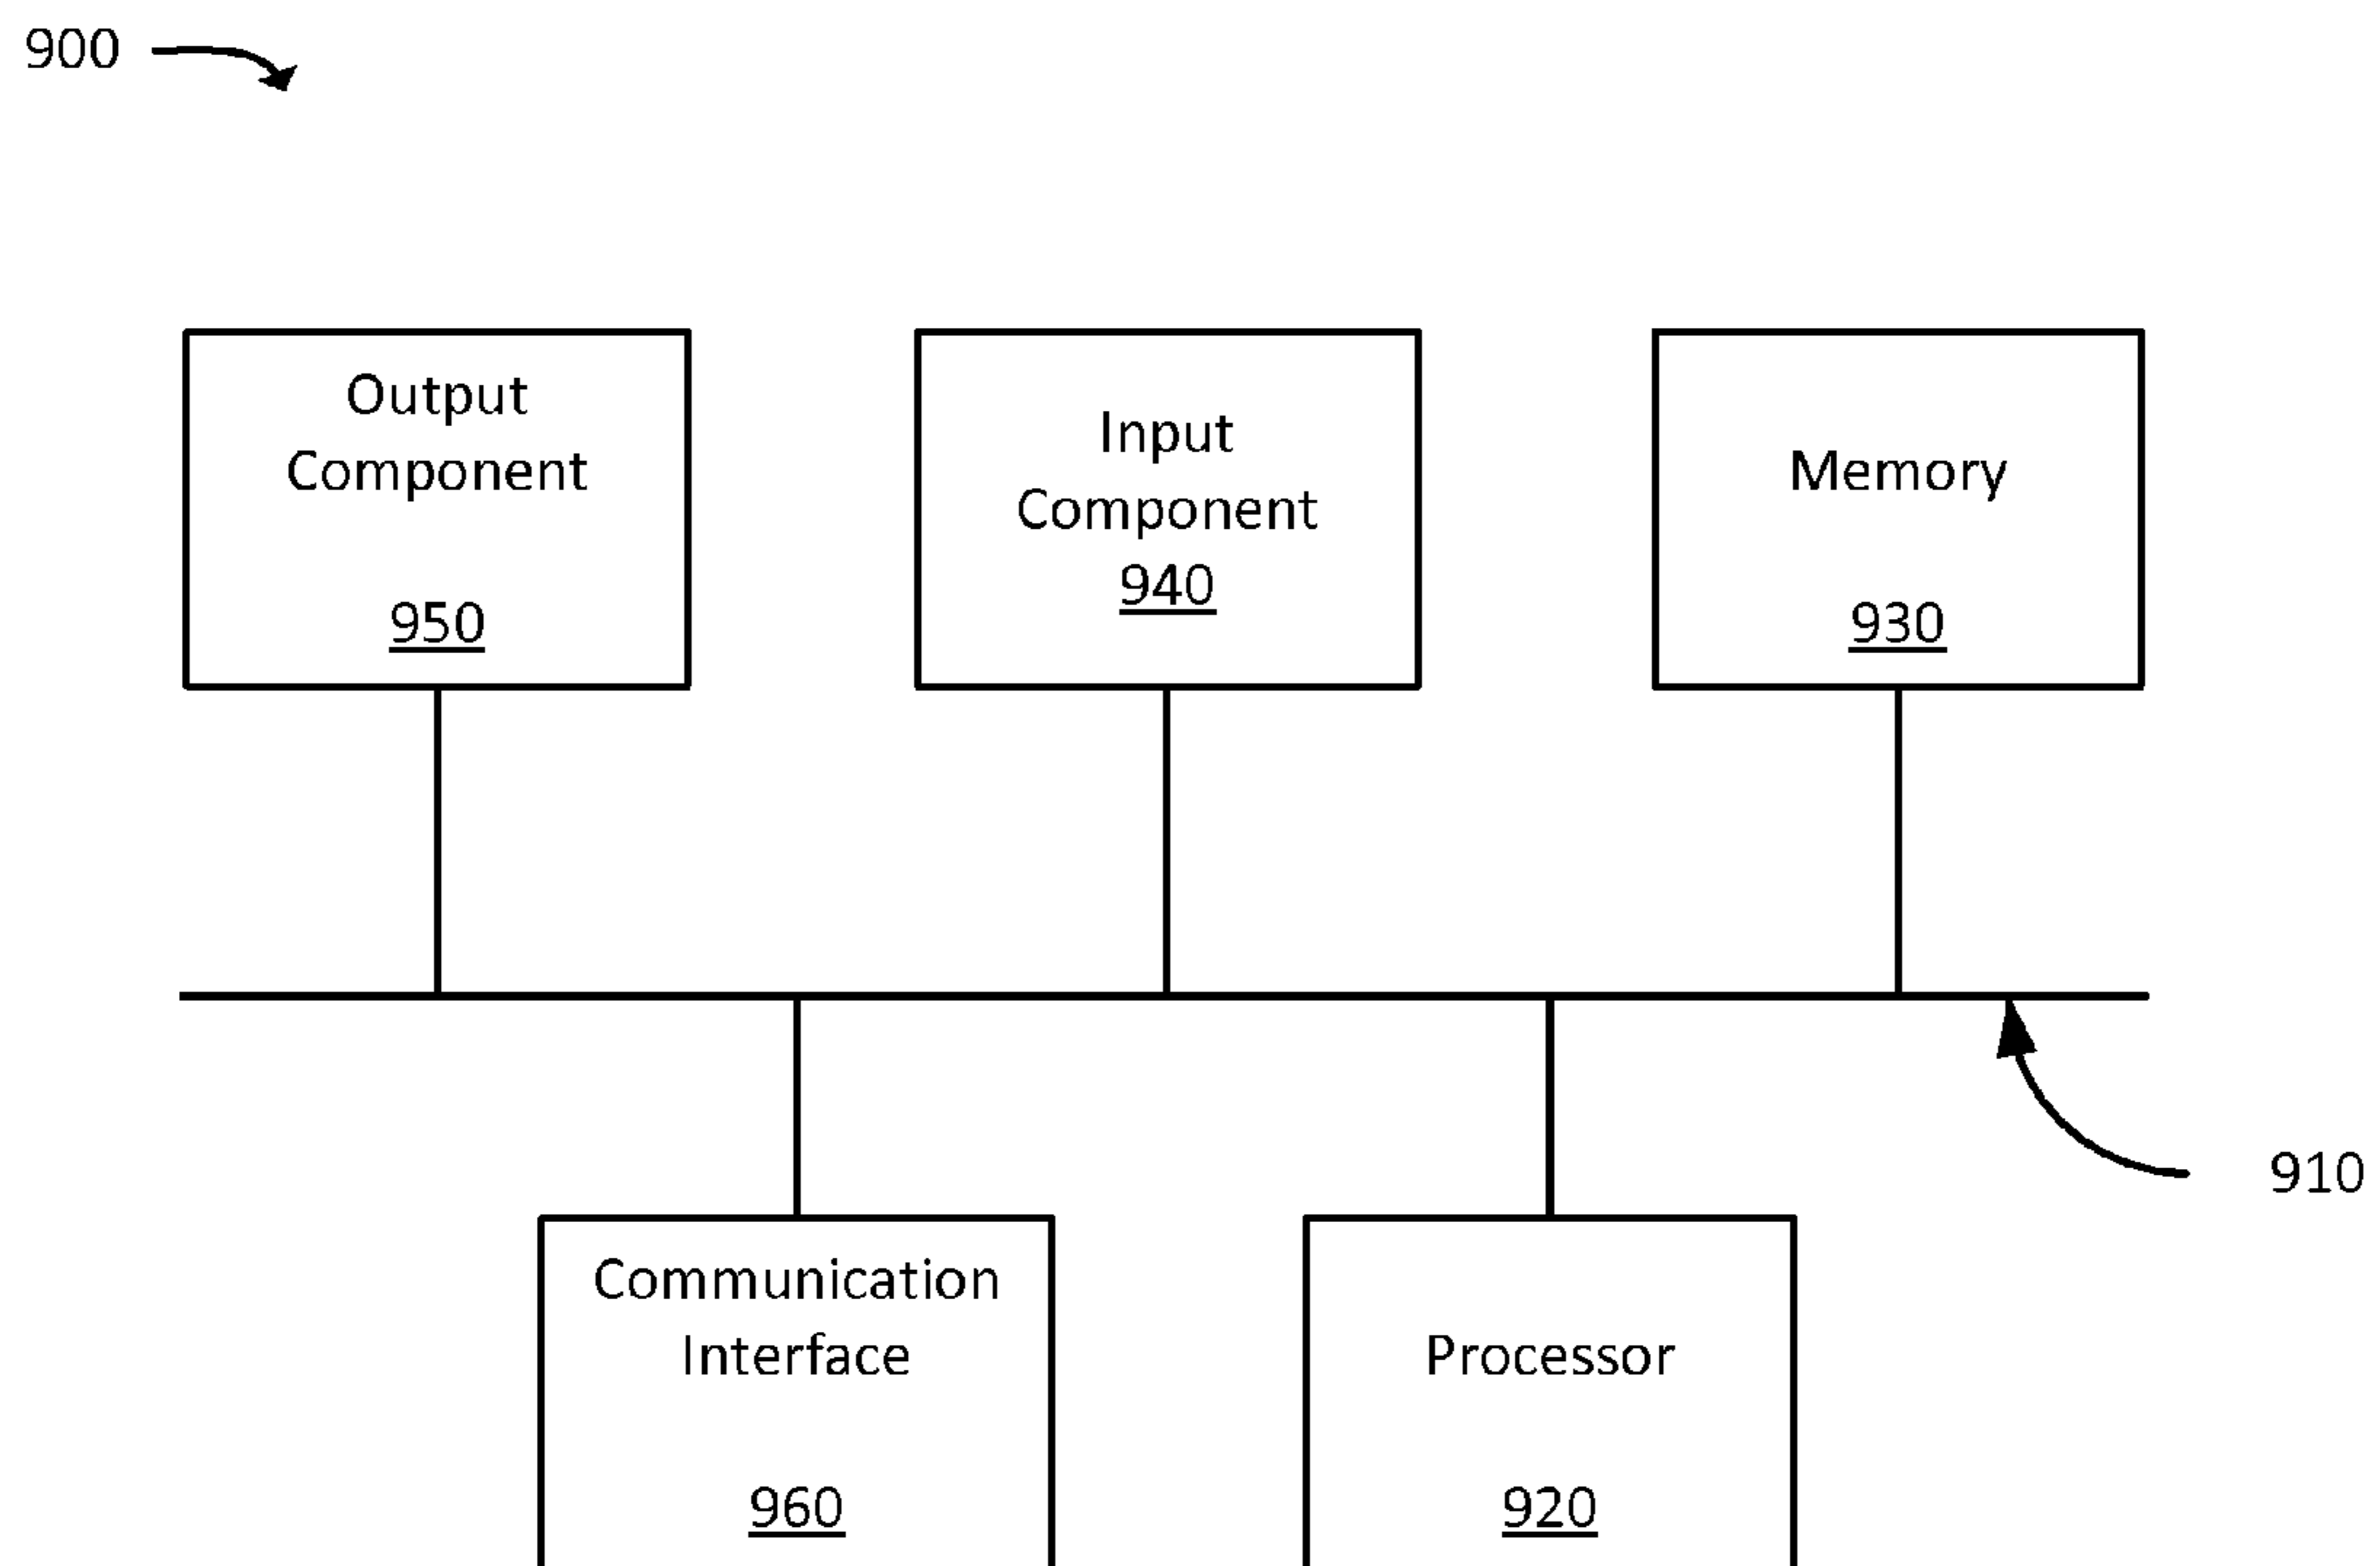 900
Output
Component
950
Input
Component
940
Memory
930
910
Communication
Interface
960
Processor
920